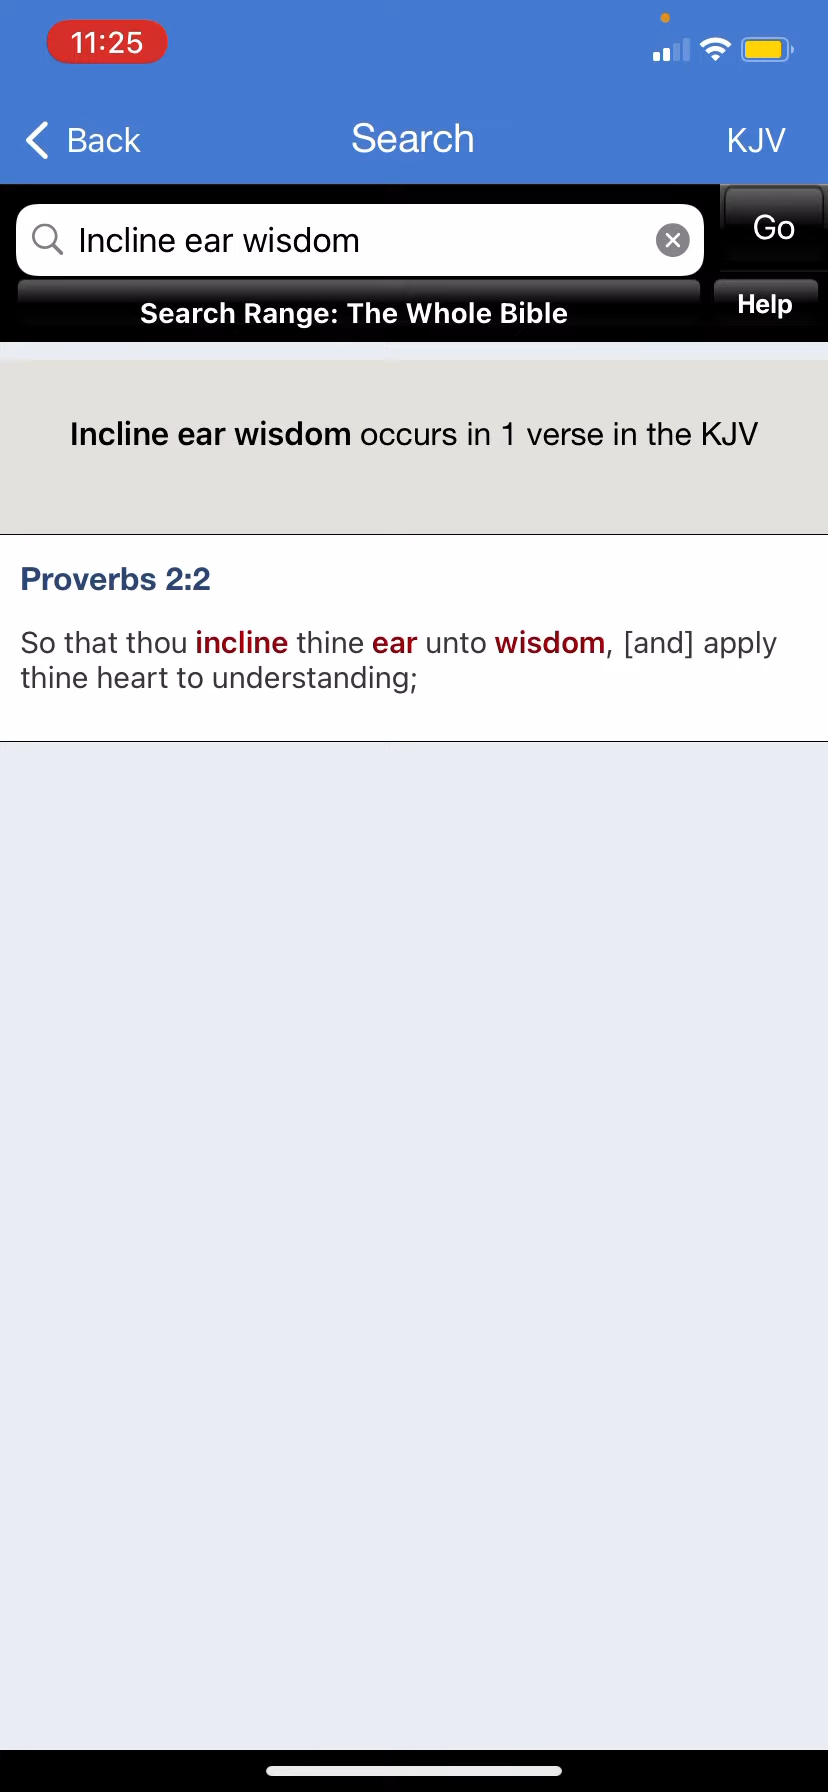 11:25
Back Search KJV
Incline ear wisdom
Go
Search Range: The Whole Bible
Help
Incline ear wisdom occurs in 1 verse in the KJV
Proverbs 2:2
So that thou incline thine ear unto wisdom, [and] apply
thine heart to understanding;